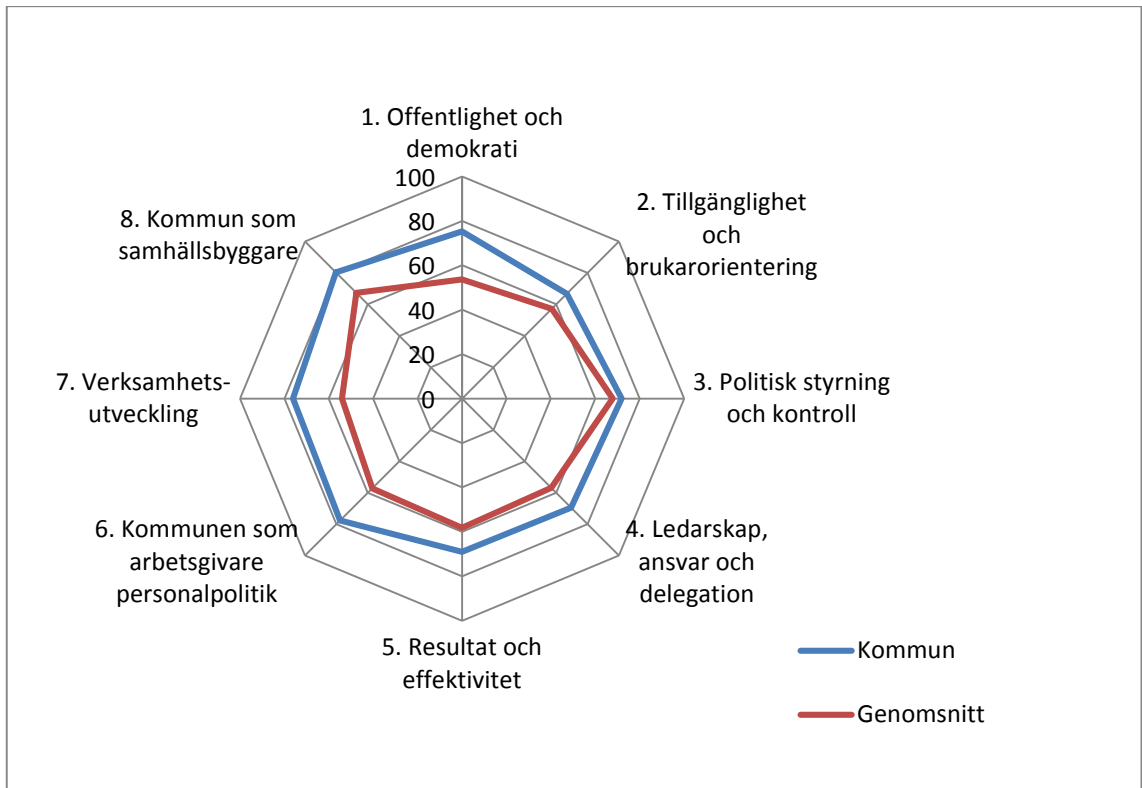 1. Offentlighet och
demokrati
2. Tillgänglighet
och
brukarorientering
3. Politisk styrning
och kontroll
4. Ledarskap,
ansvar och
delegation
5. Resultat och
effektivitet
6. Kommunen som
arbetsgivare
personalpolitik
7. Verksamhets-
utveckling
8. Kommun som
samhällsbyggare
100
80
60
40
20
0
Kommun
Genomsnitt